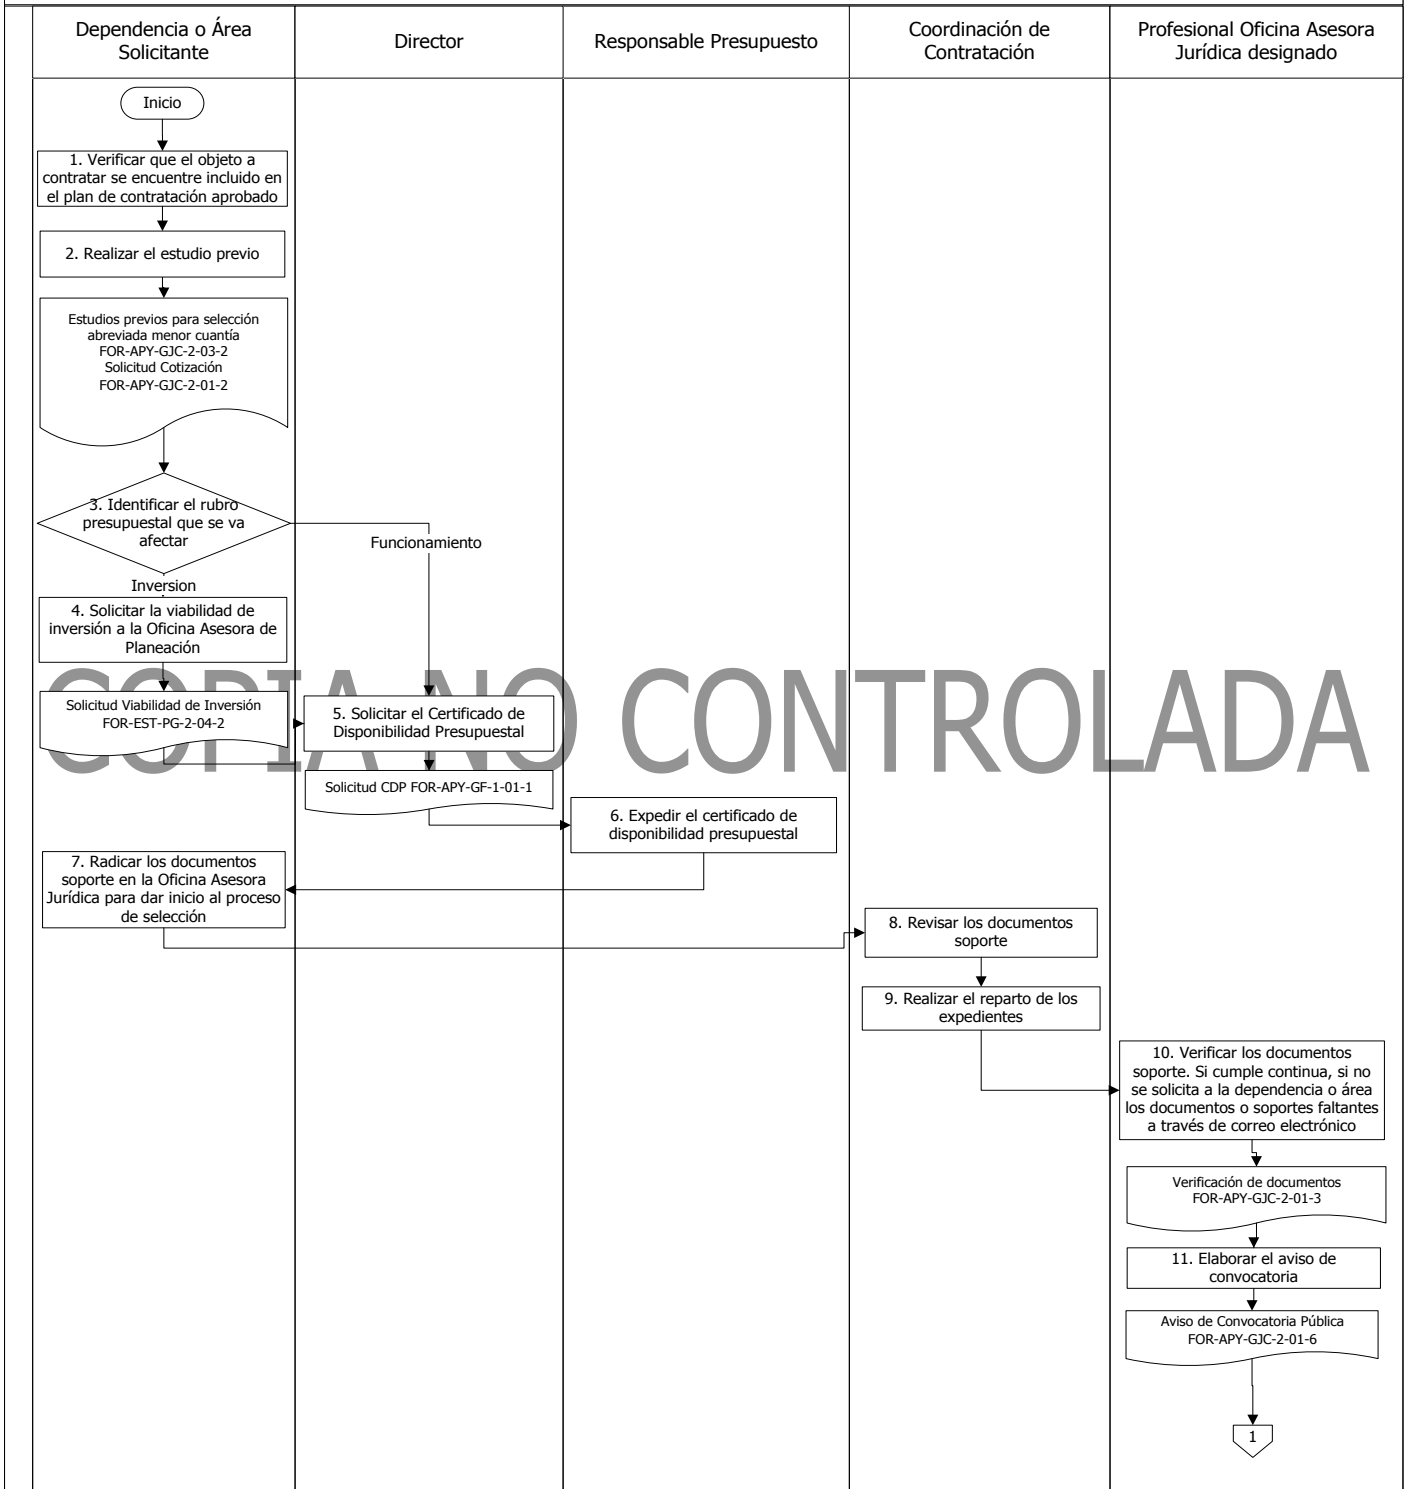 Dependencia o Área
Solicitante
Director
Responsable Presupuesto
Coordinación de
Contratación
Profesional Oficina Asesora
Jurídica designado
Inicio
1. Verificar que el objeto a
contratar se encuentre incluido en
el plan de contratación aprobado
2. Realizar el estudio previo
Estudios previos para selección
abreviada menor cuantía
FOR-APY-GJC-2-03-2
Solicitud Cotización
FOR-APY-GJC-2-01-2
3. Identificar el rubro
presupuestal que se va
afectar
Funcionamiento
Inversion
4. Solicitar la viabilidad de
inversión a la Oficina Asesora de
Planeación
COPIA NO CONTROLADA
Solicitud Viabilidad de Inversión
FOR-EST-PG-2-04-2
5. Solicitar el Certificado de
Disponibilidad Presupuestal
Solicitud CDP FOR-APY-GF-1-01-1
6. Expedir el certificado de
disponibilidad presupuestal
7. Radicar los documentos
soporte en la Oficina Asesora
Jurídica para dar inicio al proceso
de selección
8. Revisar los documentos
soporte
9. Realizar el reparto de los
expedientes
10. Verificar los documentos
soporte. Si cumple continua, si no
se solicita a la dependencia o área
los documentos o soportes faltantes
a través de correo electrónico
Verificación de documentos
FOR-APY-GJC-2-01-3
11. Elaborar el aviso de
convocatoria
Aviso de Convocatoria Pública
FOR-APY-GJC-2-01-6
1